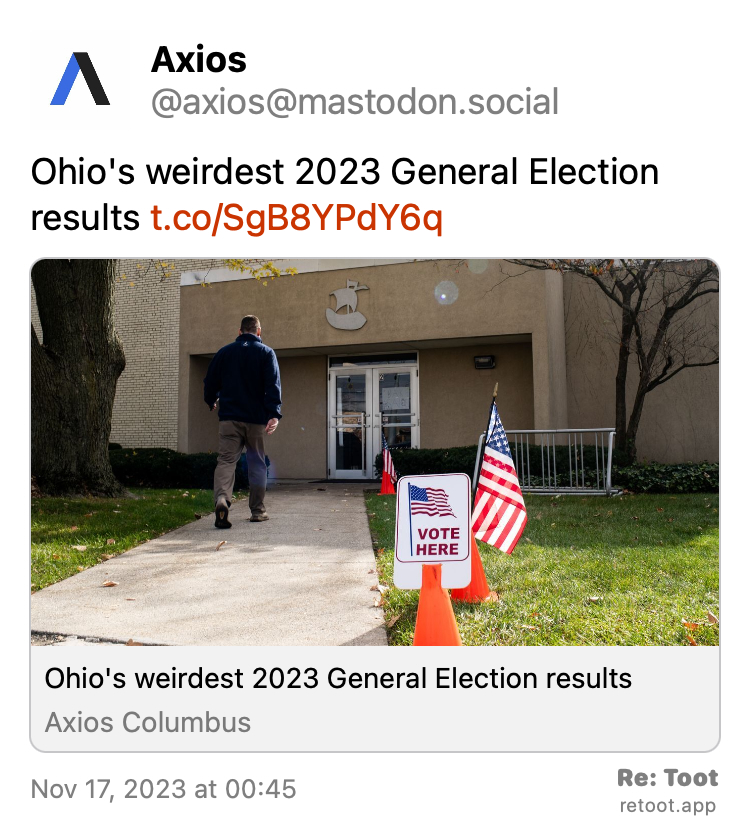 Axios
@axios@mastodon.social
Ohio's weirdest 2023 General Election
results t.co/SgB8YPdY6q
VOTE
HERE
Ohio's weirdest 2023 General Election results
Axios Columbus
Nov 17, 2023 at 00:45
Re: Toot
retoot.app